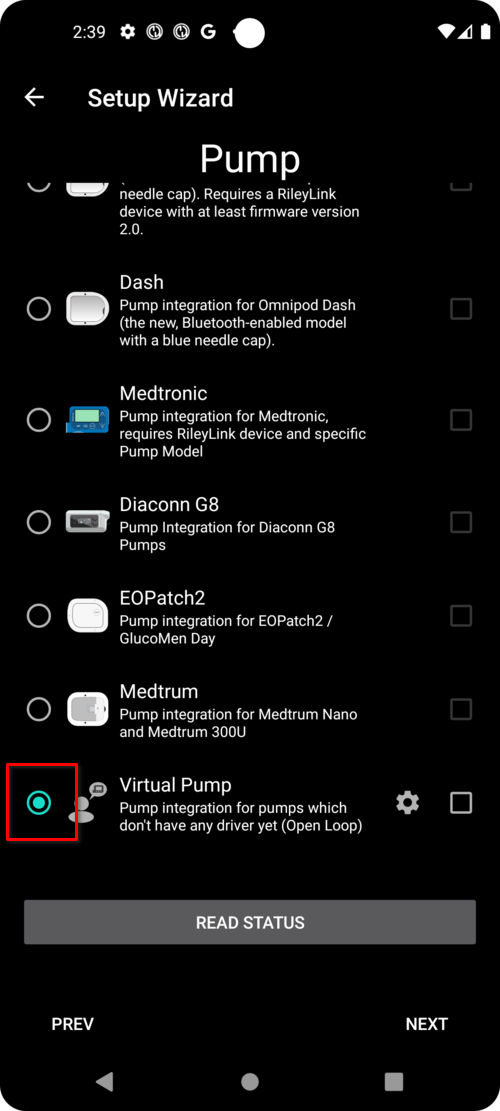 2:39
Setup Wizard
Pump
needle cap). Requires a RileyLink
device with at least firmware version
2.0.
Dash
Pump integration for Omnipod Dash
(the new, Bluetooth-enabled model
with a blue needle cap).
Medtronic
Pump integration for Medtronic,
requires RileyLink device and specific
Pump Model
Diaconn G8
Pump Integration for Diaconn G8
Pumps
EOPatch2
Pump integration for EOPatch2 /
GlucoMen Day
Medtrum
Pump integration for Medtrum Nano
and Medtrum 300U
Virtual Pump
Pump integration for pumps which
don't have any driver yet (Open Loop)
READ STATUS
PREV
NEXT